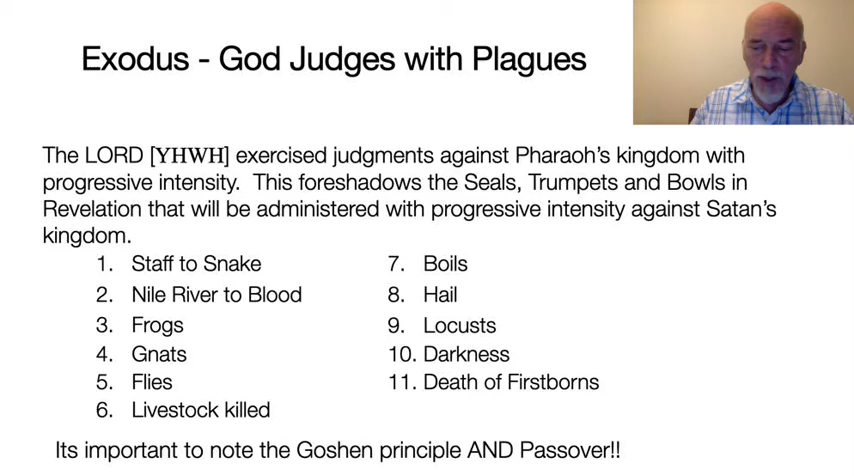 Exodus - God Judges with Plagues
The LORD [YHWH] exercised judgments against Pharaoh's kingdom with
progressive intensity.  This foreshadows the Seals, Trumpets and Bowls in
Revelation that will be administered with progressive intensity against Satan's
kingdom.
1. Staff to Snake
2. Nile River to Blood
3. Frogs
4. Gnats
5. Flies
6. Livestock killed
7. Boils
8. Hail
9. Locusts
10. Darkness
11. Death of Firstborns
Its important to note the Goshen principle AND Passover!!